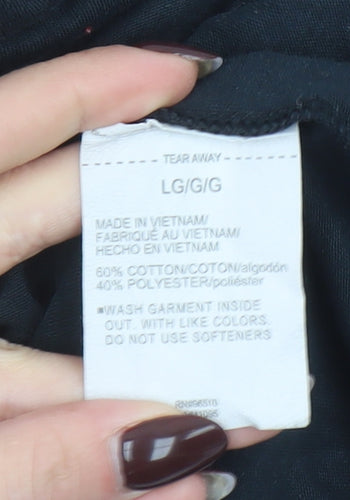 TEAR AWAY
LG/G/G
MADE IN VIETNAM/
FABRIQUÉ AU VIETNAM/
HECHO EN VIETNAM
60% COTTON/COTON/algodón
40% POLYESTER/poliéster
▪WASH GARMENT INSIDE
OUT. WITH LIKE COLORS.
DO NOT USE SOFTENERS